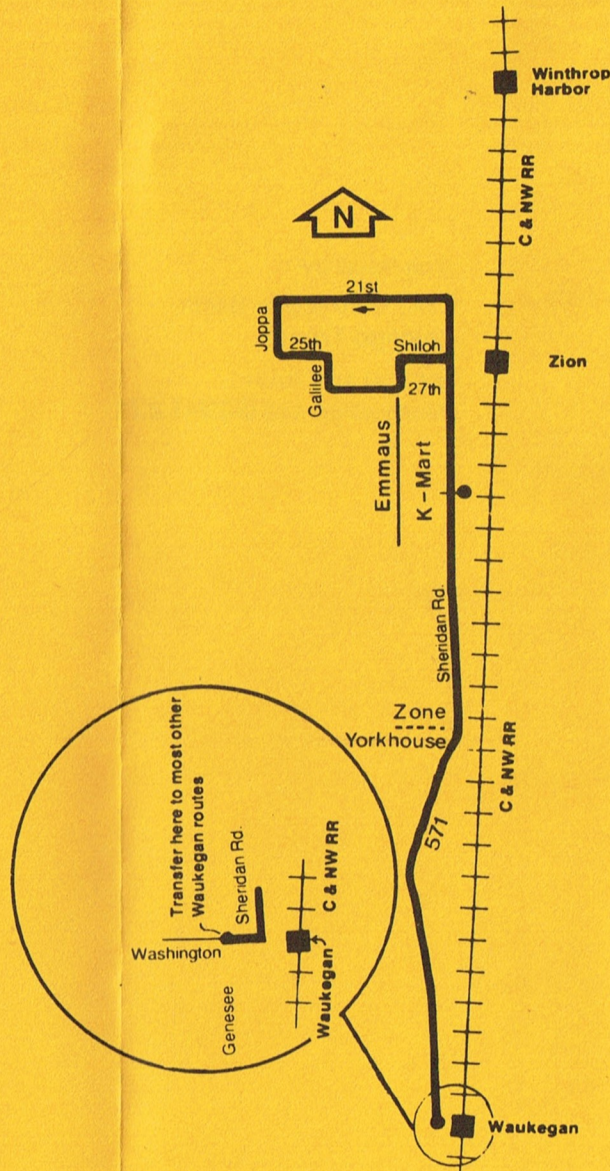 Winthrop
Harbor
C & NW RR
N
21st
Joppa
25th
Shiloh
Zion
Galilee
27th
Emmaus
K-Mart
Sheridan Rd.
Zone
Yorkhouse
C & NW RR
571
Transfer here to most other
Waukegan routes
Sheridan Rd.
Washington
C & NW RR
Genesee
Waukegan
Waukegan